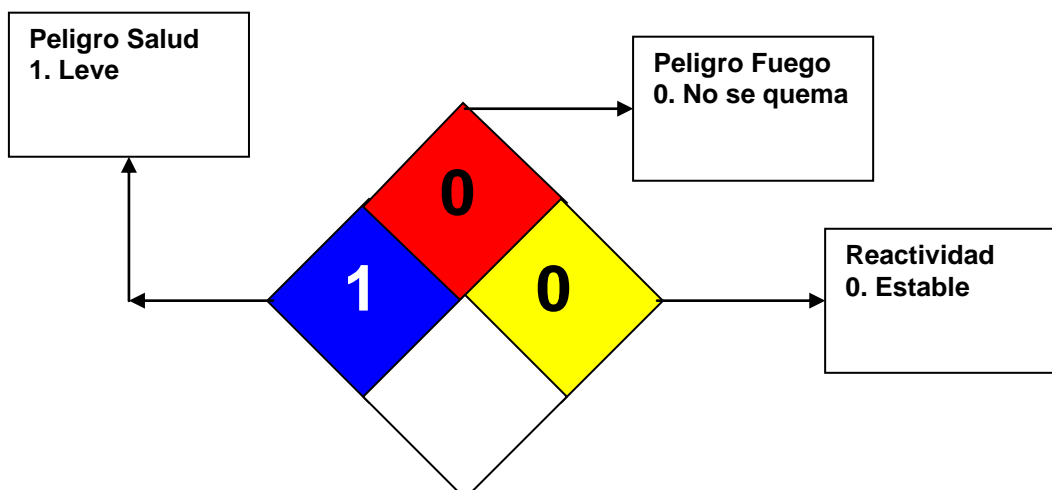 Peligro Salud
1. Leve
Peligro Fuego
0. No se quema
0
1
0
Reactividad
0. Estable